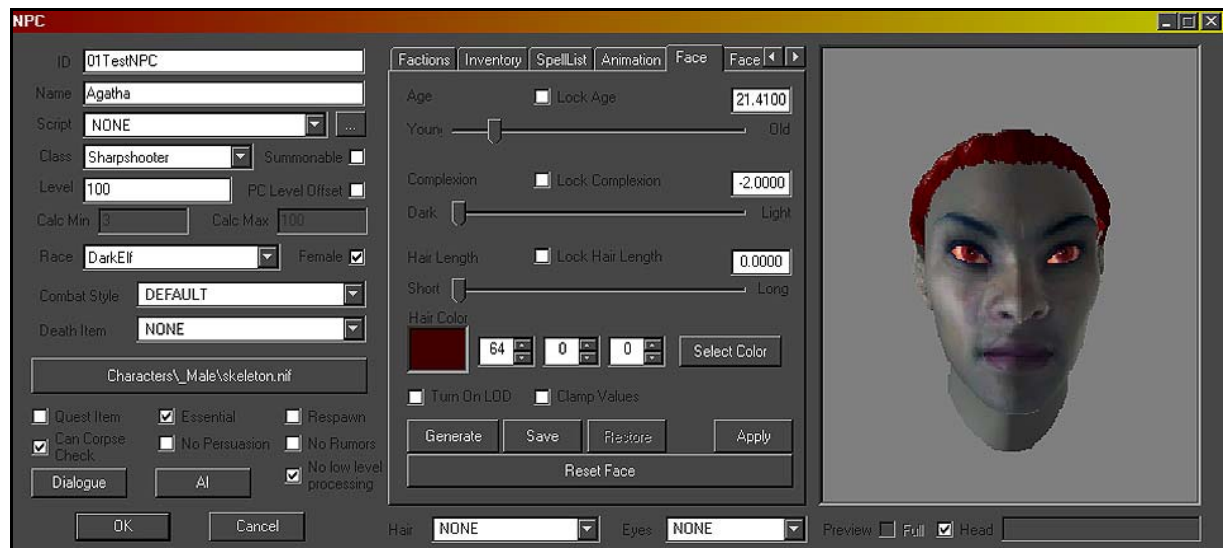 NPC
ID 01TestNPC
Name Agatha
Script NONE ...
Class Sharpshooter Summonable
Level 100 PC Level Offset
Calc Min 3 Calc Max 100
Race DarkElf Female
Combat Style DEFAULT
Death Item NONE
Characters\_Male\skeleton.nif
Quest Item Essential Respawn
Can Corpse Check No Persuasion No Rumors
No low level processing
Dialogue AI
OK Cancel
Factions Inventory SpellList Animation Face Face
Age Lock Age 21.4100
Young Old
Complexion Lock Complexion -2.0000
Dark Light
Hair Length Lock Hair Length 0.0000
Short Long
Hair Color
64 0 0 Select Color
Turn On LOD Clamp Values
Generate Save Restore Apply
Reset Face
Hair NONE Eyes NONE
Preview Full Head